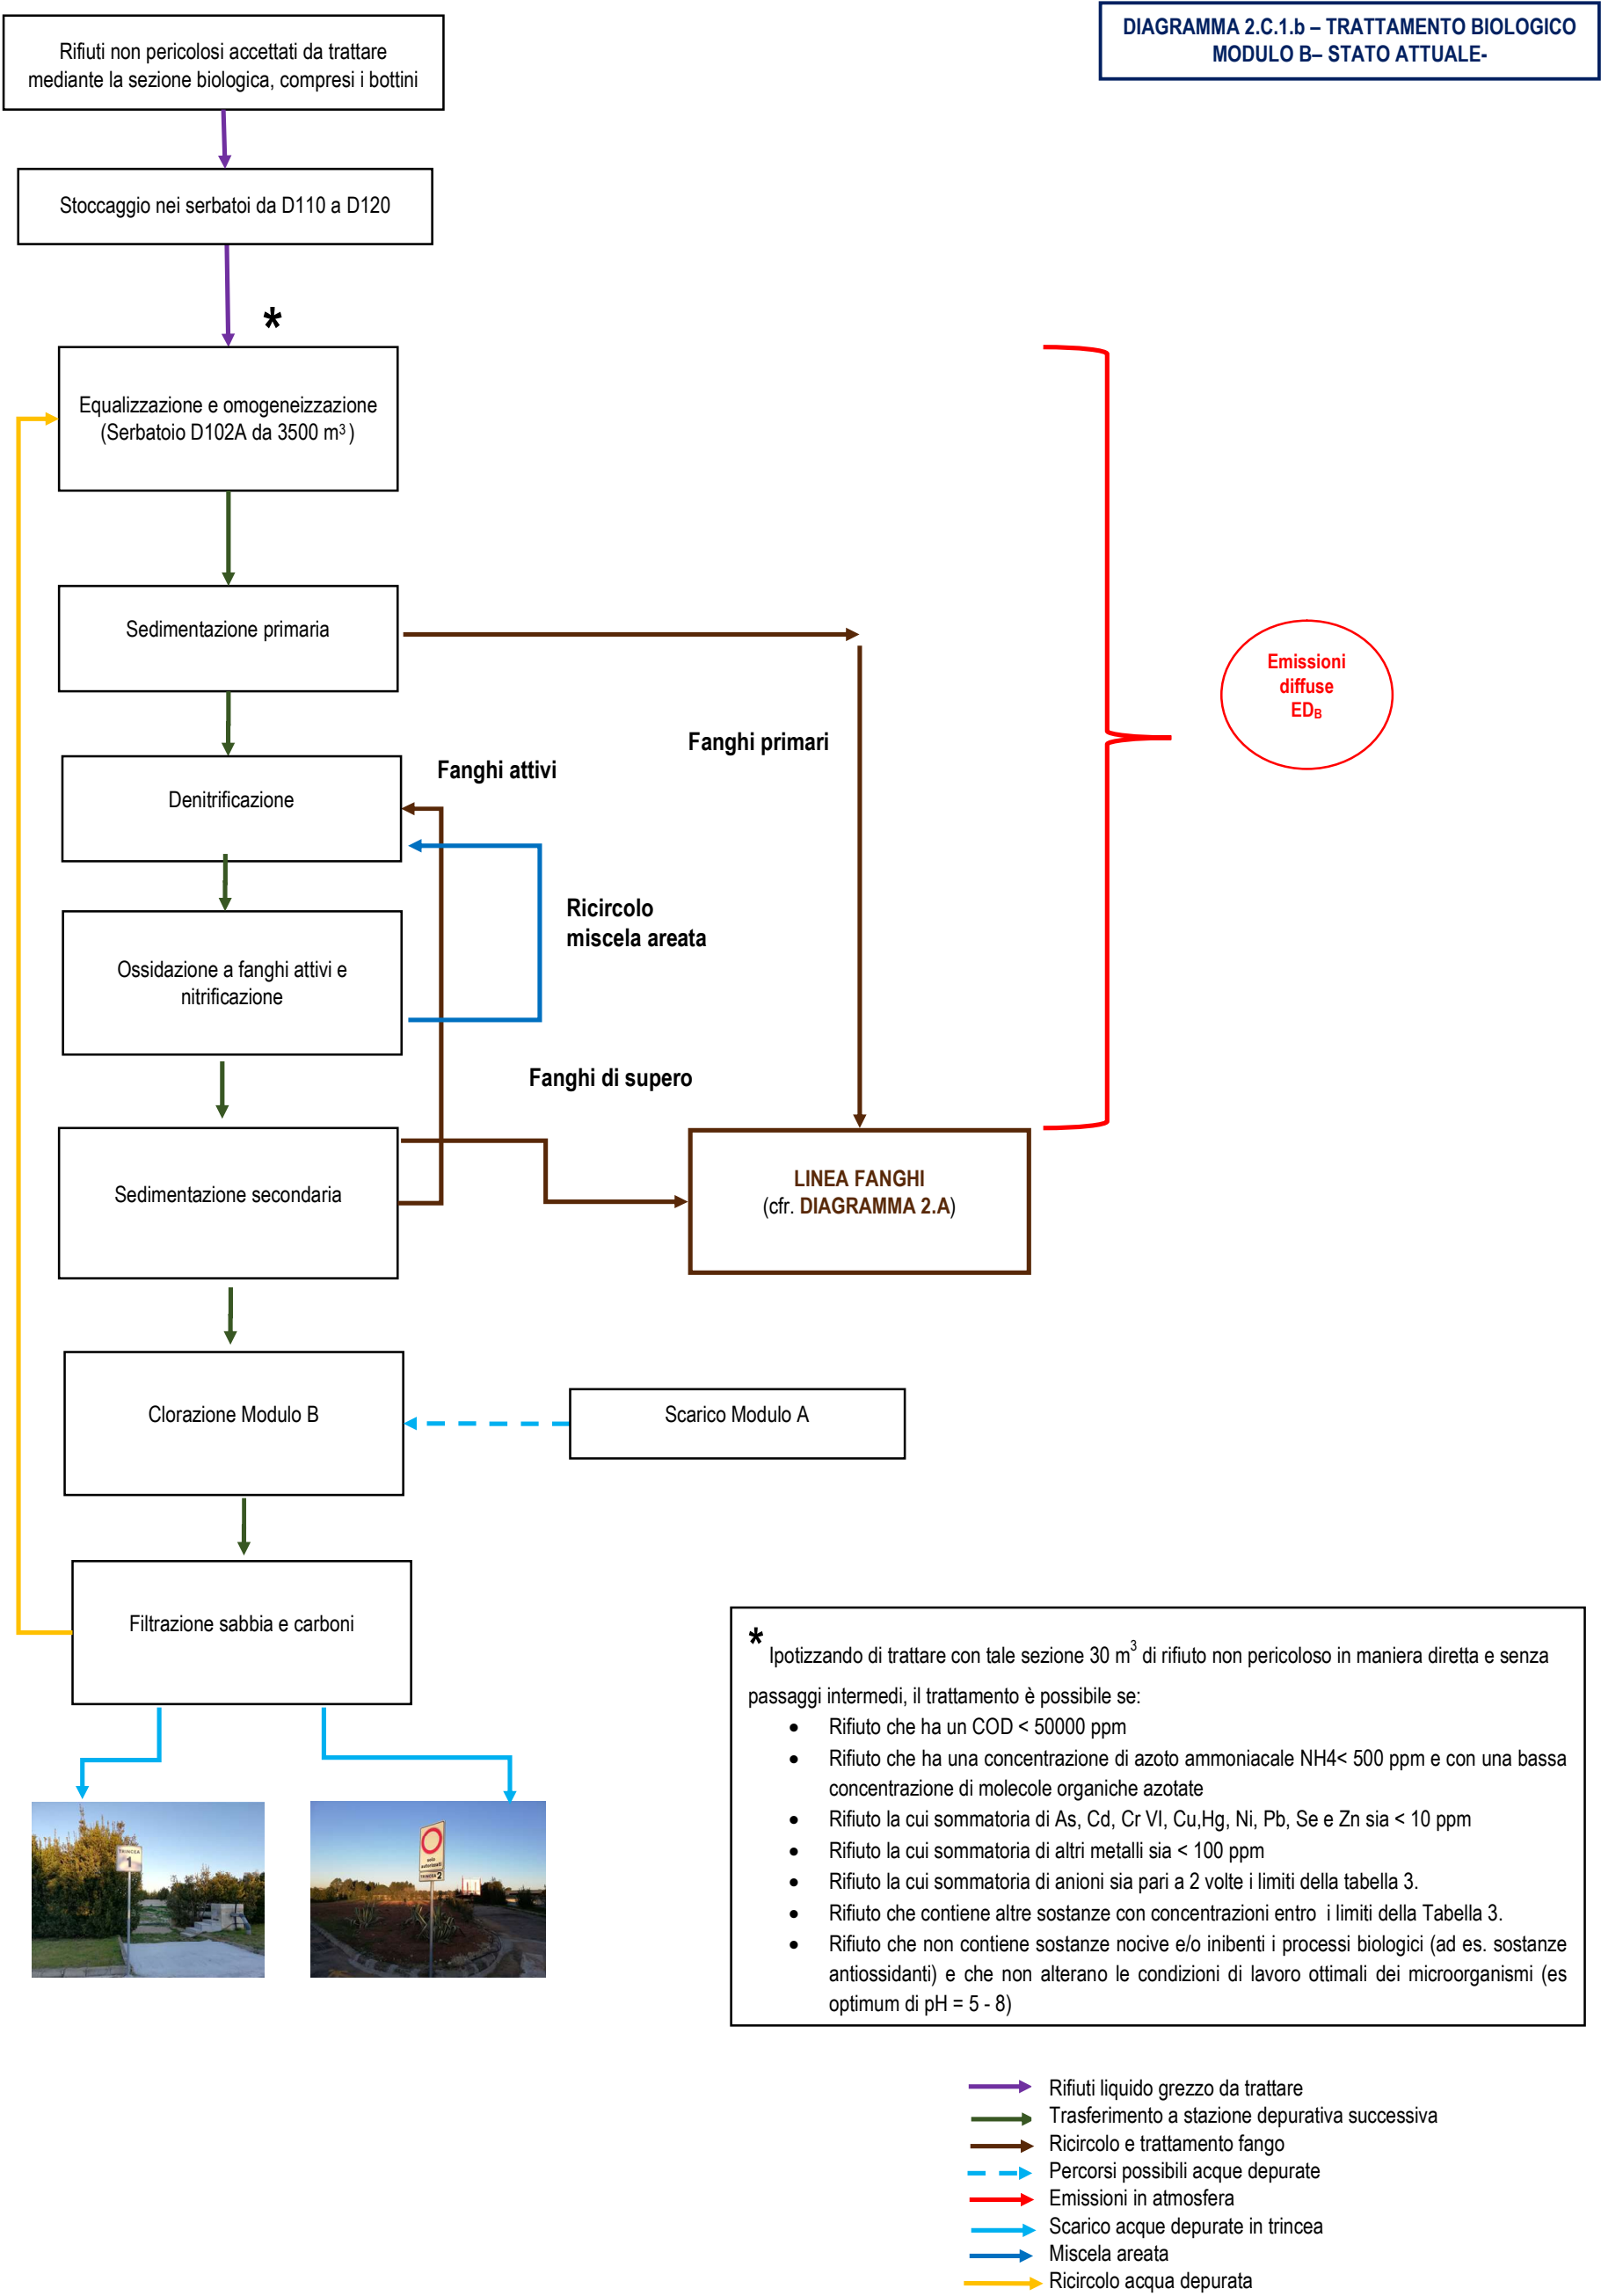 DIAGRAMMA 2.C.1.b – TRATTAMENTO BIOLOGICO
MODULO B– STATO ATTUALE-
Rifiuti non pericolosi accettati da trattare
mediante la sezione biologica, compresi i bottini
Stoccaggio nei serbatoi da D110 a D120
*
Equalizzazione e omogeneizzazione
(Serbatoio D102A da 3500 m³ )
Sedimentazione primaria
Emissioni
diffuse
EDB
Fanghi primari
Fanghi attivi
Denitrificazione
Ricircolo
miscela areata
Ossidazione a fanghi attivi e
nitrificazione
Fanghi di supero
Sedimentazione secondaria
LINEA FANGHI
(cfr. DIAGRAMMA 2.A)
Clorazione Modulo B
Scarico Modulo A
Filtrazione sabbia e carboni
* Ipotizzando di trattare con tale sezione 30 m³ di rifiuto non pericoloso in maniera diretta e senza
passaggi intermedi, il trattamento è possibile se:
• Rifiuto che ha un COD < 50000 ppm
• Rifiuto che ha una concentrazione di azoto ammoniacale NH4< 500 ppm e con una bassa
concentrazione di molecole organiche azotate
• Rifiuto la cui sommatoria di As, Cd, Cr VI, Cu,Hg, Ni, Pb, Se e Zn sia < 10 ppm
• Rifiuto la cui sommatoria di altri metalli sia < 100 ppm
• Rifiuto la cui sommatoria di anioni sia pari a 2 volte i limiti della tabella 3.
• Rifiuto che contiene altre sostanze con concentrazioni entro i limiti della Tabella 3.
• Rifiuto che non contiene sostanze nocive e/o inibenti i processi biologici (ad es. sostanze
antiossidanti) e che non alterano le condizioni di lavoro ottimali dei microorganismi (es
optimum di pH = 5 - 8)
TRINCEA
1
auto
autorizzati
TRINCEA 2
Rifiuti liquido grezzo da trattare
Trasferimento a stazione depurativa successiva
Ricircolo e trattamento fango
Percorsi possibili acque depurate
Emissioni in atmosfera
Scarico acque depurate in trincea
Miscela areata
Ricircolo acqua depurata